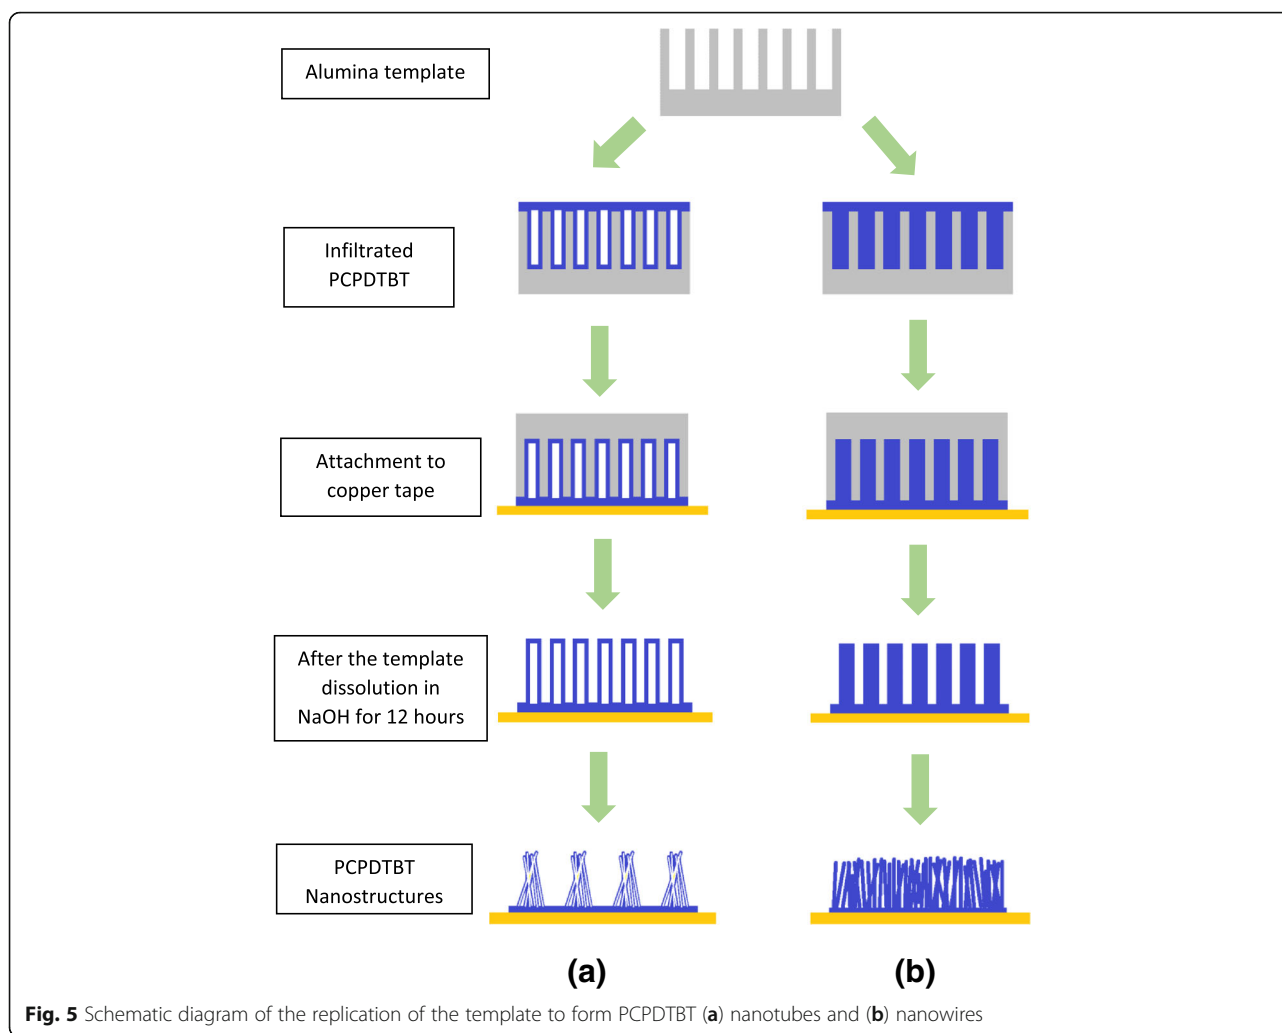 Alumina template
Infiltrated
PCPDTBT
Attachment to
copper tape
After the template
dissolution in
NaOH for 12 hours
PCPDTBT
Nanostructures
(a)
(b)
Fig. 5 Schematic diagram of the replication of the template to form PCPDTBT (a) nanotubes and (b) nanowires